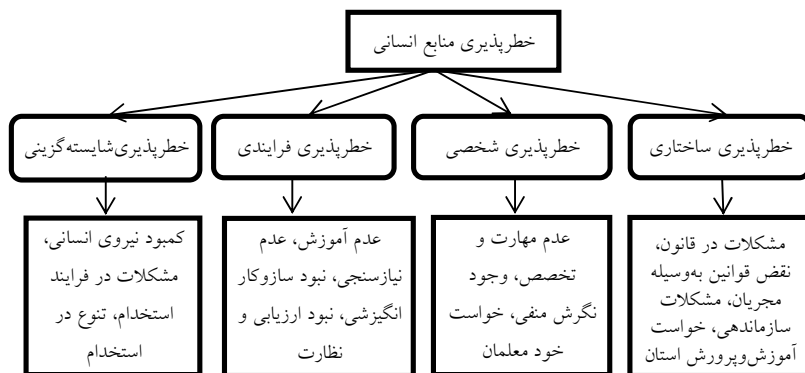 خطرپذیری منابع انسانی
خطرپذیری ساختاری
خطرپذیری شخصی
خطرپذیری فرایندی
خطرپذیری‌شایسته‌گزینی
مشکلات در قانون،
نقض قوانین به‌وسیله
مجریان، مشکلات
سازماندهی، خواست
آموزش‌وپرورش استان
عدم مهارت و
تخصص، وجود
نگرش منفی، خواست
خود معلمان
عدم آموزش، عدم
نیازسنجی، نبود سازوکار
انگیزشی، نبود ارزیابی و
نظارت
کمبود نیروی انسانی،
مشکلات در فرایند
استخدام، تنوع در
استخدام